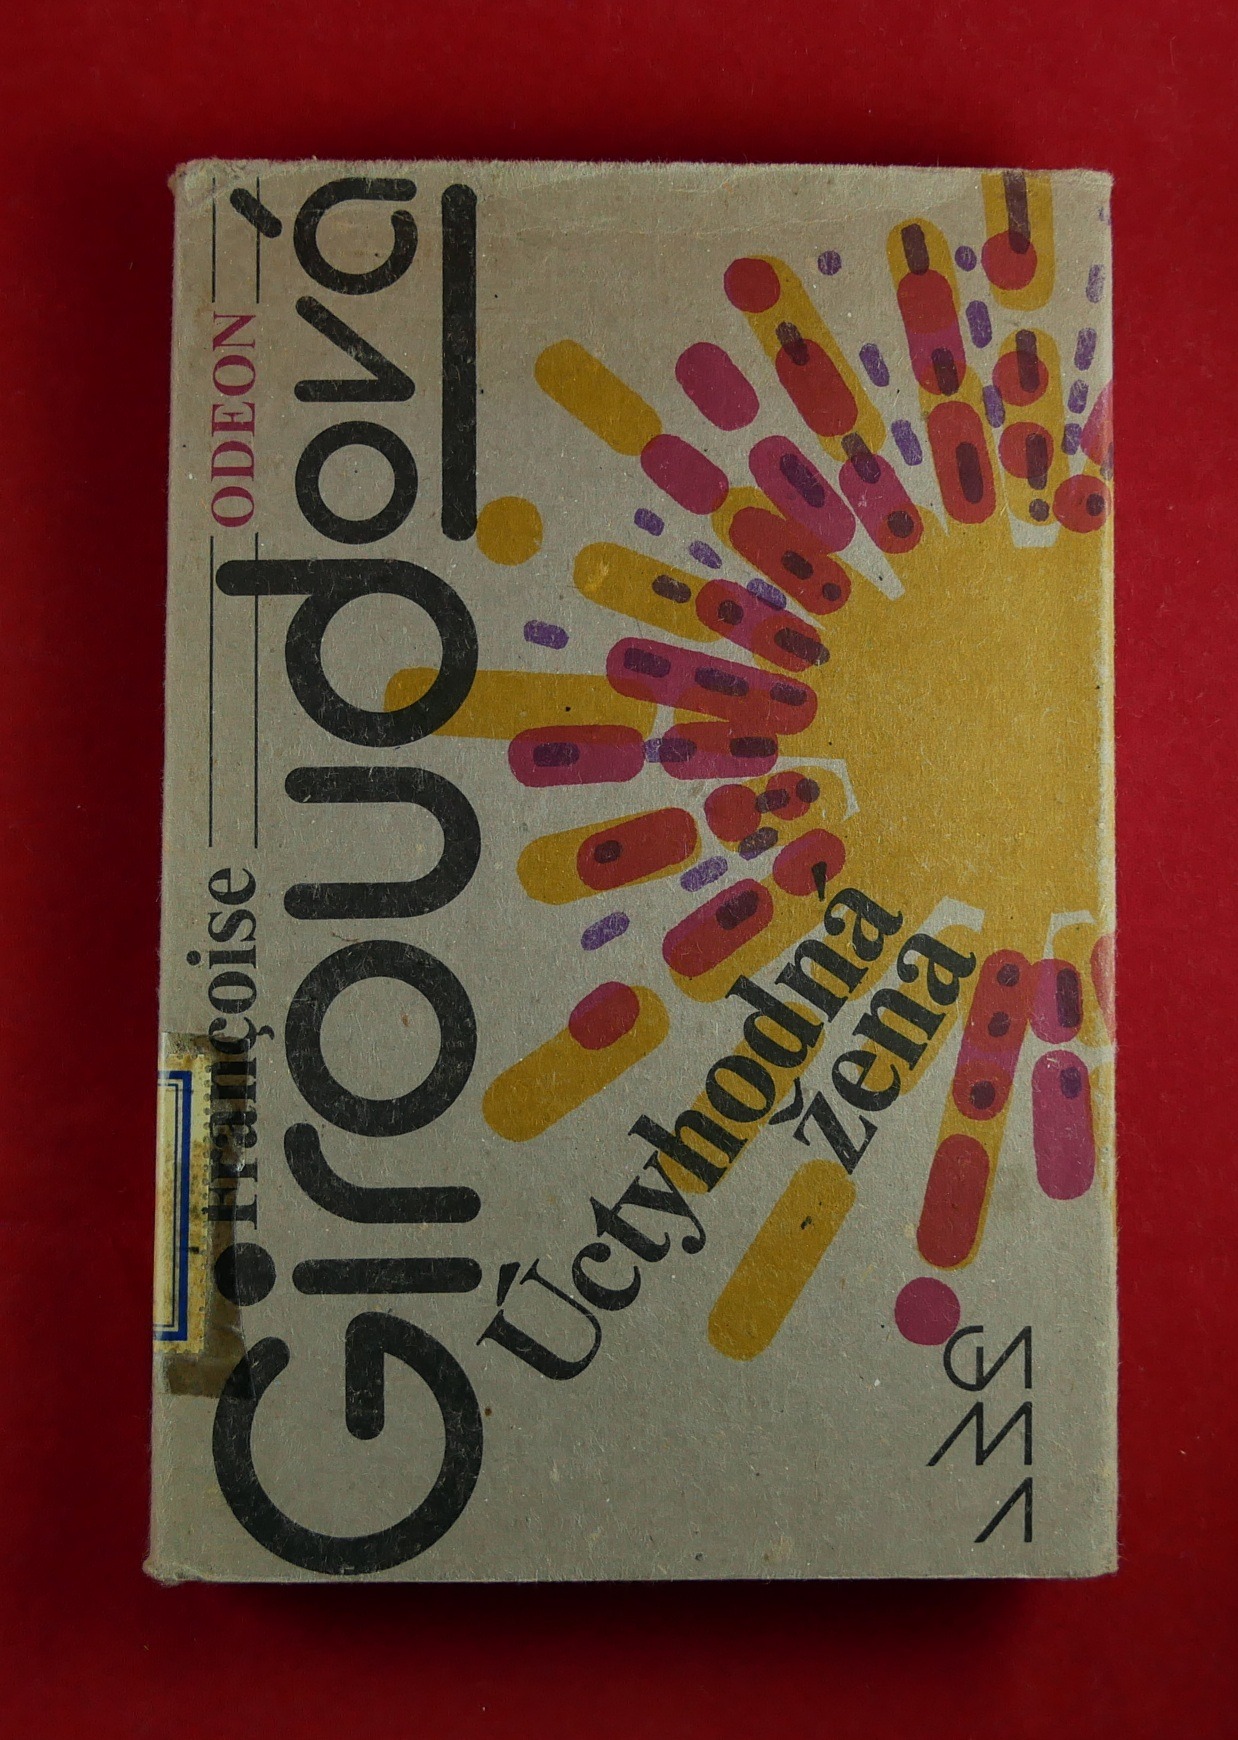 Françoise
ODEON
Giroudová
Úctyhodná
žena